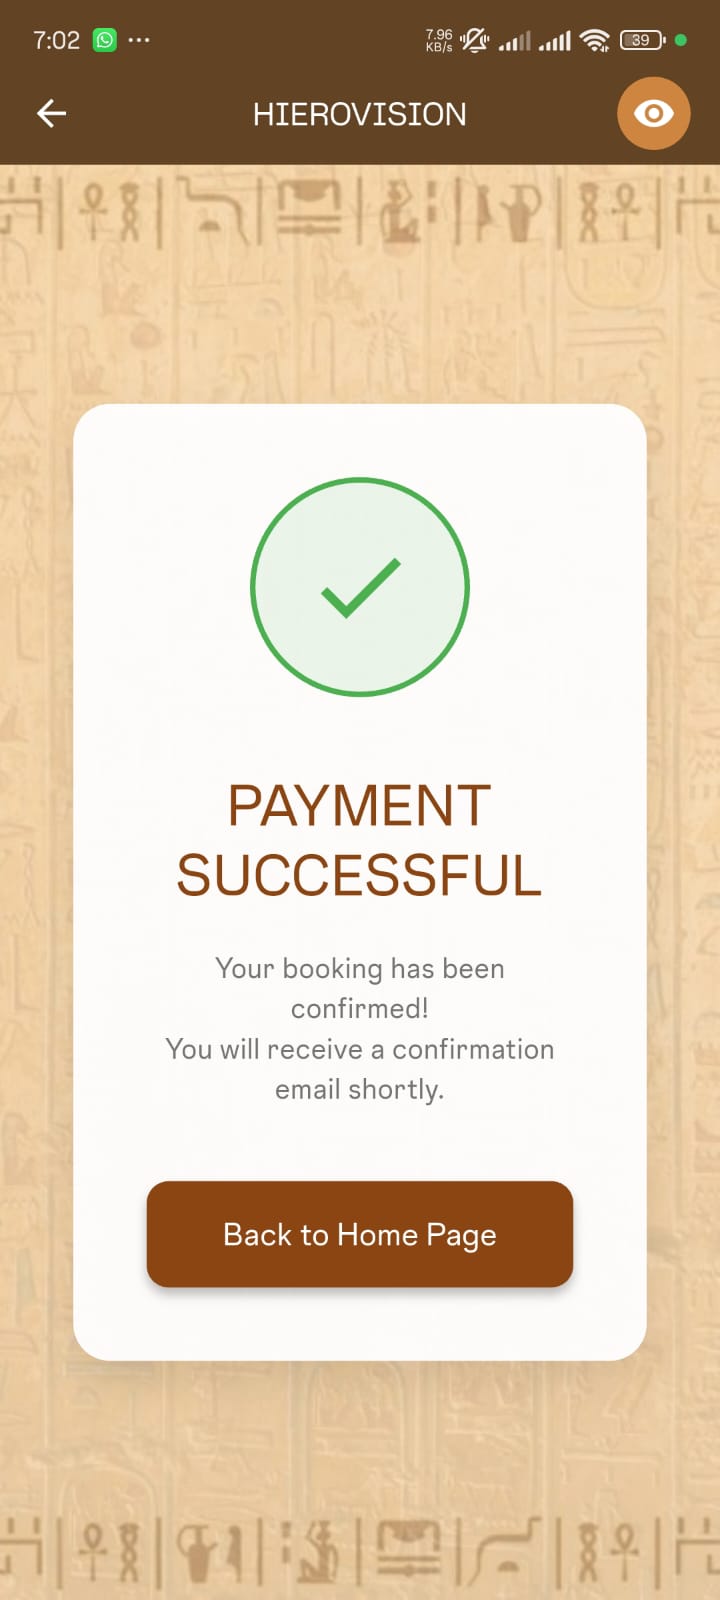 7:02
7.96
KB/s
39
HIEROVISION
PAYMENT
SUCCESSFUL
Your booking has been
confirmed!
You will receive a confirmation
email shortly.
Back to Home Page